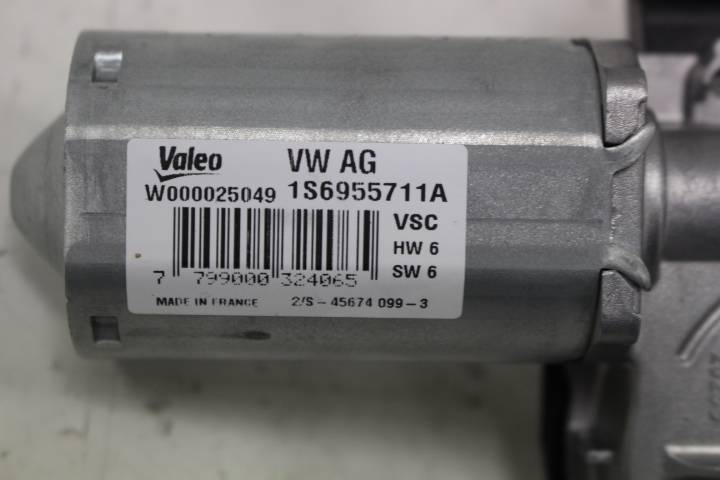 Valeo VW AG
W000025049 1S6955711A
VSC
HW 6
SW 6
7 799000 324065
MADE IN FRANCE 2/S-45674 099-3